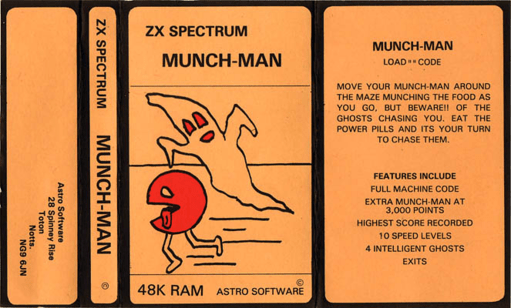 Astro Software
28 Spinney Rise
Toton
Notts.
NG9 6JN
ZX SPECTRUM MUNCH-MAN ©
ZX SPECTRUM
MUNCH-MAN
48K RAM ASTRO SOFTWARE ©
MUNCH-MAN
LOAD "" CODE
MOVE YOUR MUNCH-MAN AROUND
THE MAZE MUNCHING THE FOOD AS
YOU GO, BUT BEWARE!! OF THE
GHOSTS CHASING YOU. EAT THE
POWER PILLS AND ITS YOUR TURN
TO CHASE THEM.
FEATURES INCLUDE
FULL MACHINE CODE
EXTRA MUNCH-MAN AT
3,000 POINTS
HIGHEST SCORE RECORDED
10 SPEED LEVELS
4 INTELLIGENT GHOSTS
EXITS